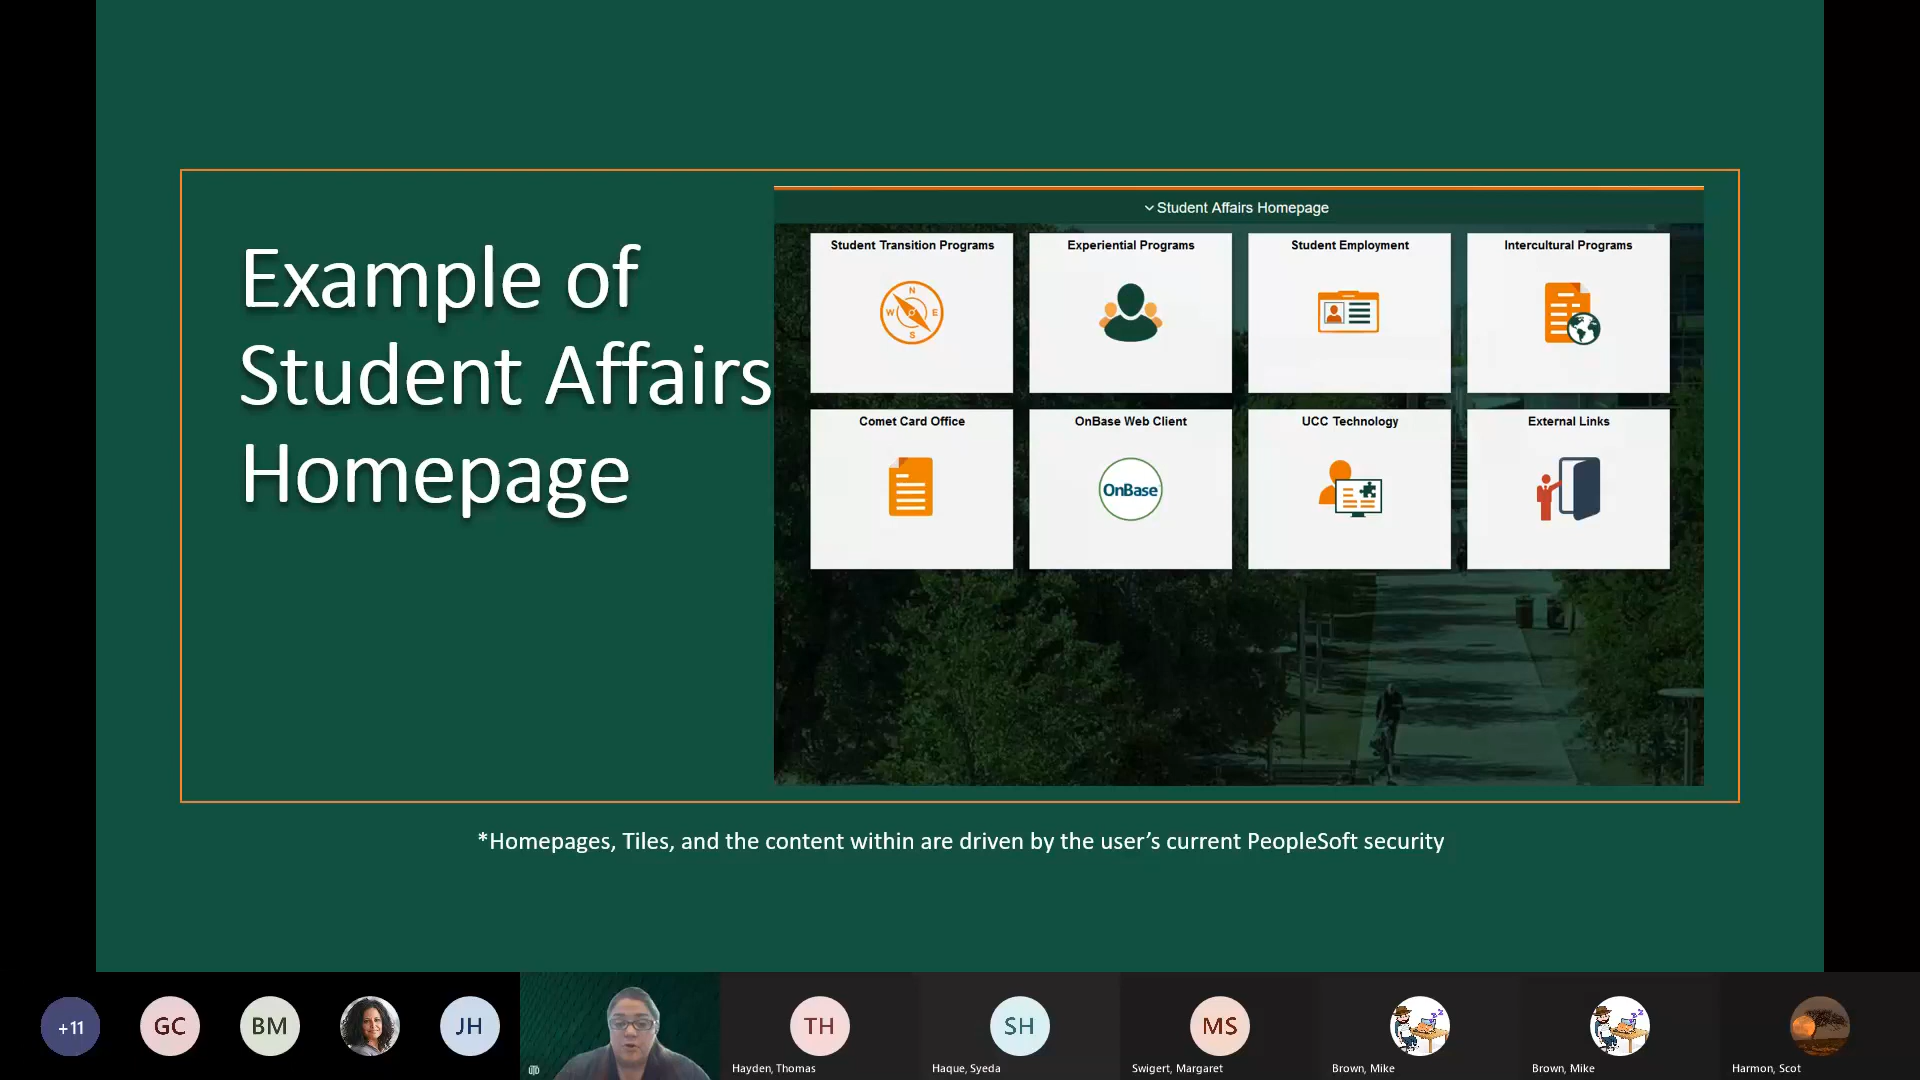 Example of
Student Affairs
Homepage
Student Affairs Homepage
Student Transition Programs
Experiential Programs
Student Employment
Intercultural Programs
N
W
E
S
Comet Card Office
OnBase Web Client
UCC Technology
External Links
OnBase
*Homepages, Tiles, and the content within are driven by the user’s current PeopleSoft security
+11
GC
BM
JH
TH
SH
MS
Hayden, Thomas
Haque, Syeda
Swigert, Margaret
Brown, Mike
Brown, Mike
Harmon, Scot